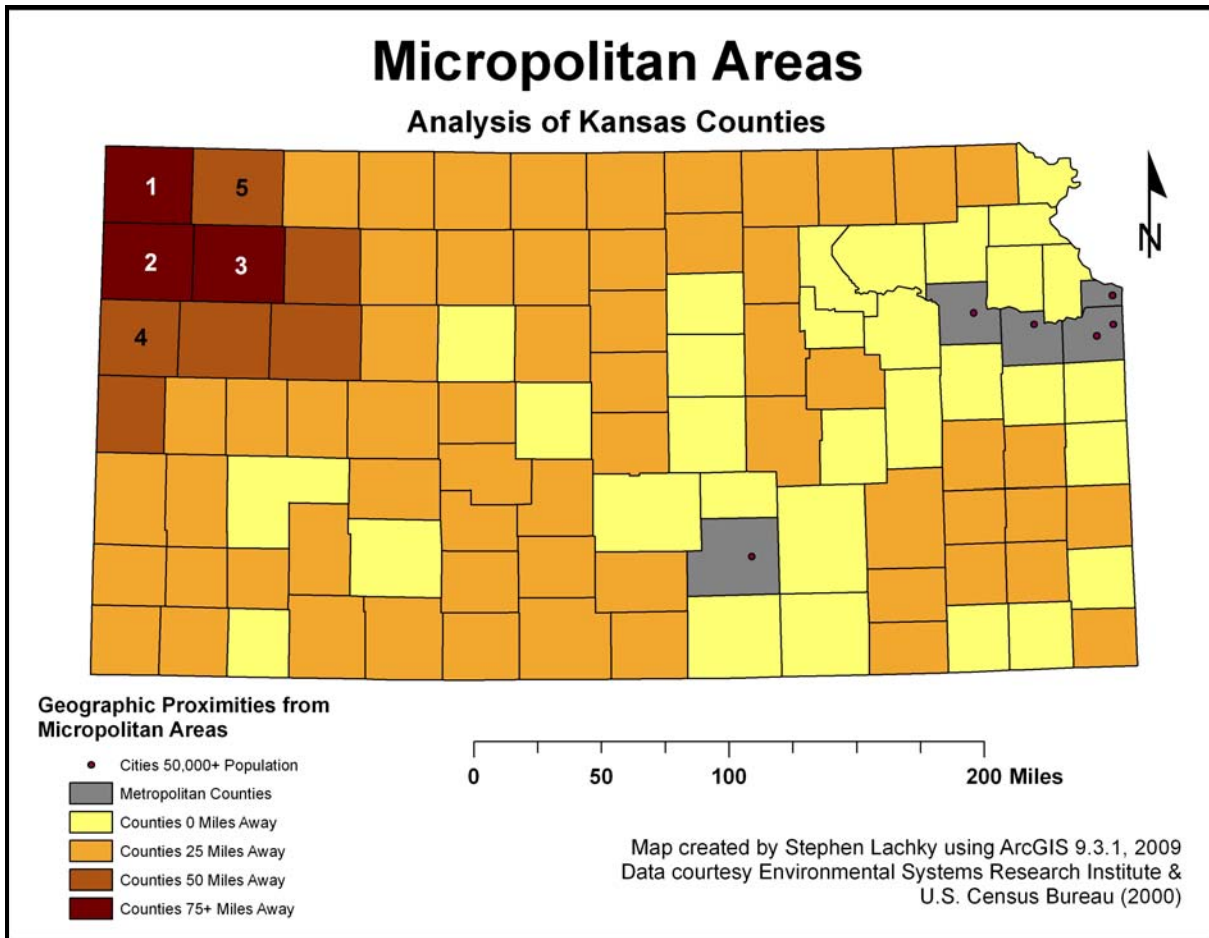 Micropolitan Areas
Analysis of Kansas Counties
1
5
2
3
4
N
Geographic Proximities from
Micropolitan Areas
Cities 50,000+ Population
Metropolitan Counties
Counties 0 Miles Away
Counties 25 Miles Away
Counties 50 Miles Away
Counties 75+ Miles Away
0 50 100 200 Miles
Map created by Stephen Lachky using ArcGIS 9.3.1, 2009
Data courtesy Environmental Systems Research Institute &
U.S. Census Bureau (2000)